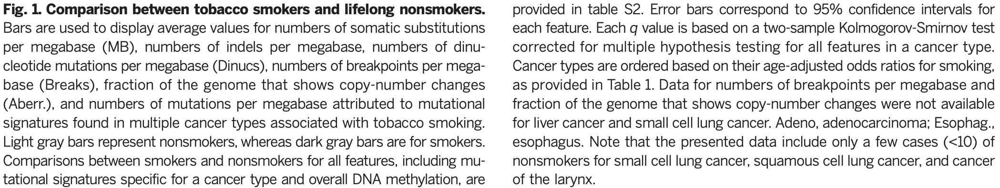 Fig. 1. Comparison between tobacco smokers and lifelong nonsmokers.
Bars are used to display average values for numbers of somatic substitutions
per megabase (MB), numbers of indels per megabase, numbers of dinu-
cleotide mutations per megabase (Dinucs), numbers of breakpoints per mega-
base (Breaks), fraction of the genome that shows copy-number changes
(Aberr.), and numbers of mutations per megabase attributed to mutational
signatures found in multiple cancer types associated with tobacco smoking.
Light gray bars represent nonsmokers, whereas dark gray bars are for smokers.
Comparisons between smokers and nonsmokers for all features, including mu-
tational signatures specific for a cancer type and overall DNA methylation, are
provided in table S2. Error bars correspond to 95% confidence intervals for
each feature. Each q value is based on a two-sample Kolmogorov-Smirnov test
corrected for multiple hypothesis testing for all features in a cancer type.
Cancer types are ordered based on their age-adjusted odds ratios for smoking,
as provided in Table 1. Data for numbers of breakpoints per megabase and
fraction of the genome that shows copy-number changes were not available
for liver cancer and small cell lung cancer. Adeno, adenocarcinoma; Esophag.,
esophagus. Note that the presented data include only a few cases (<10) of
nonsmokers for small cell lung cancer, squamous cell lung cancer, and cancer
of the larynx.